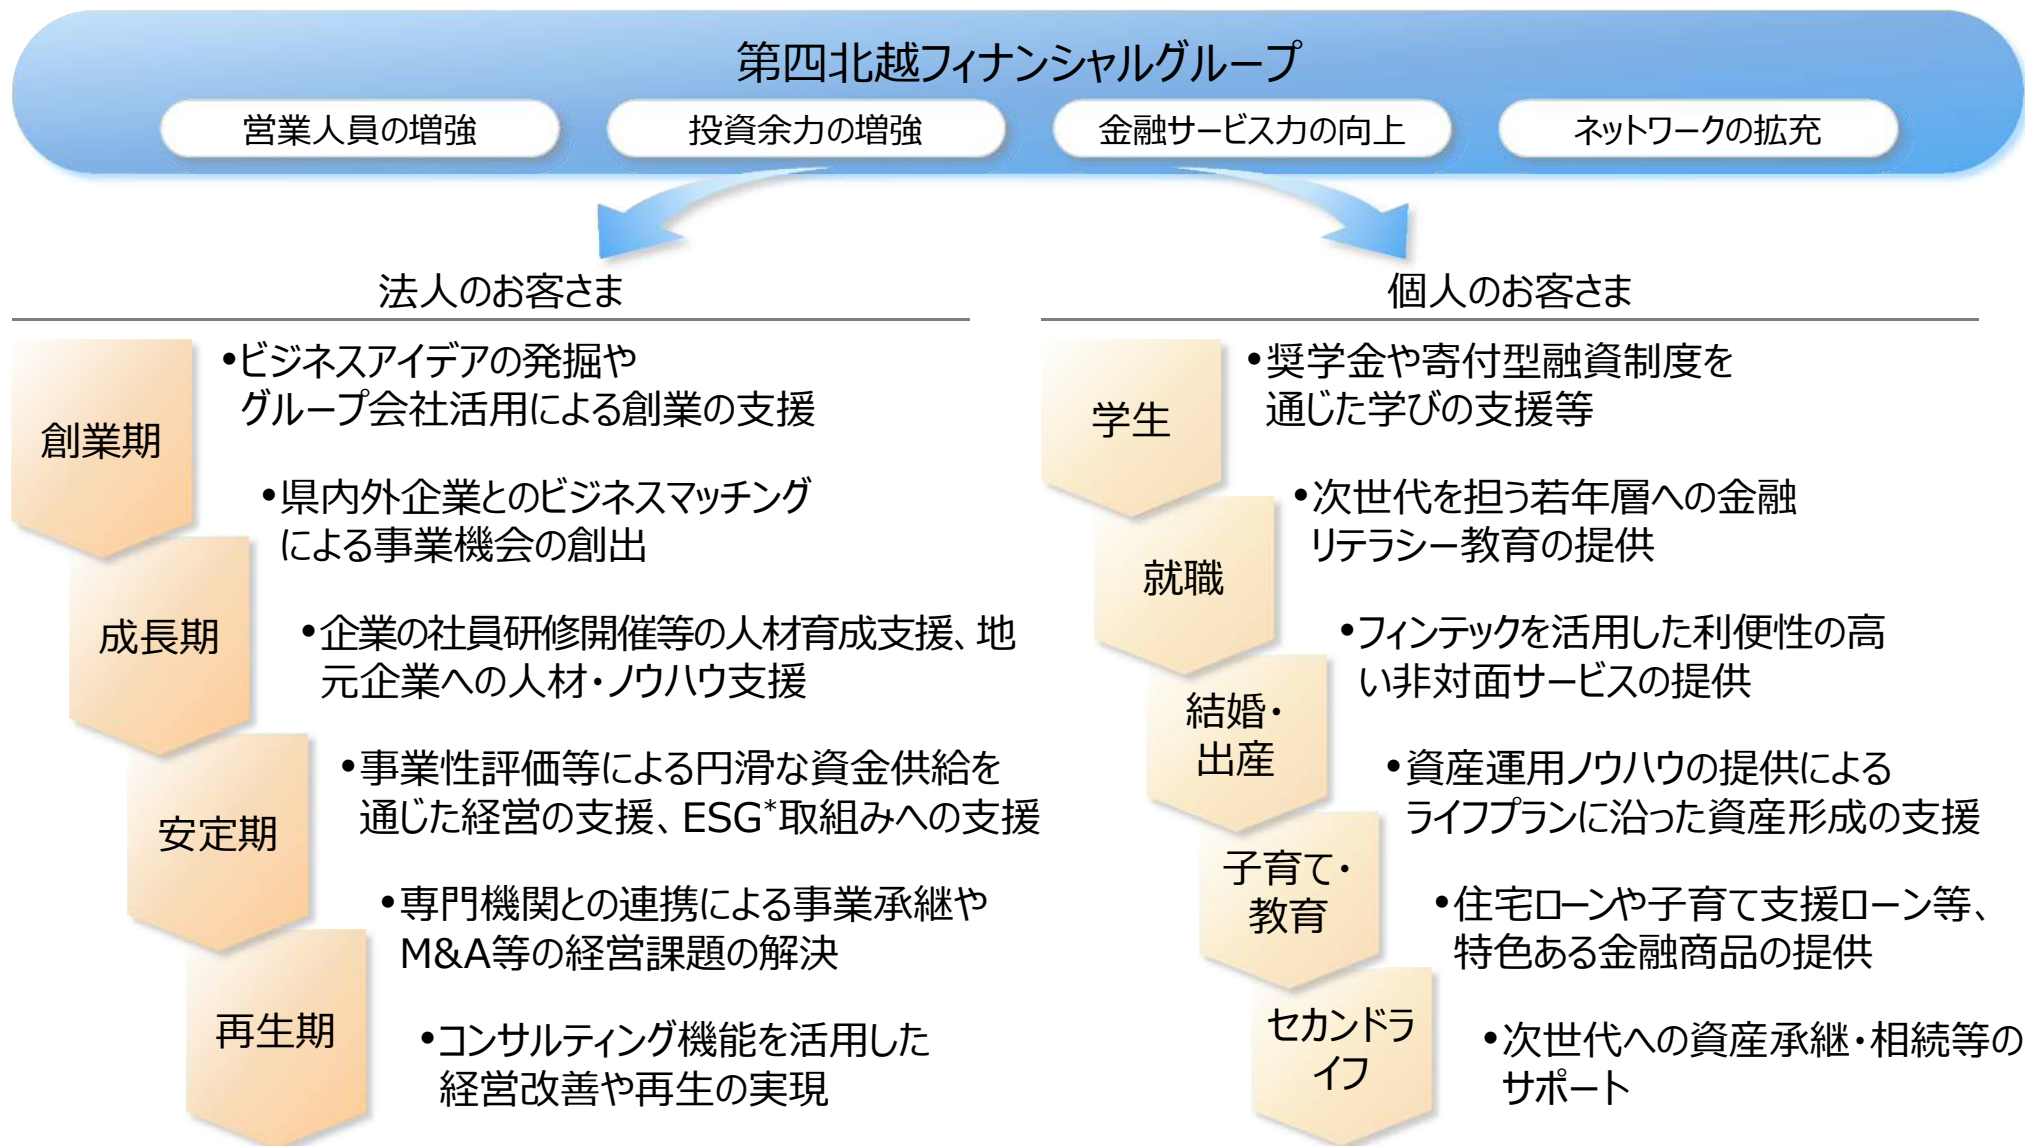 第四北越フィナンシャルグループ
営業人員の増強
投資余力の増強
金融サービス力の向上
ネットワークの拡充
法人のお客さま
創業期
成長期
安定期
再生期
•ビジネスアイデアの発掘や
グループ会社活用による創業の支援
•県内外企業とのビジネスマッチング
による事業機会の創出
•企業の社員研修開催等の人材育成支援、地
元企業への人材・ノウハウ支援
•事業性評価等による円滑な資金供給を
通じた経営の支援、ESG*取組みへの支援
•専門機関との連携による事業承継や
M&A等の経営課題の解決
•コンサルティング機能を活用した
経営改善や再生の実現
個人のお客さま
学生
就職
結婚・
出産
子育て・
教育
セカンドラ
イフ
•奨学金や寄付型融資制度を
通じた学びの支援等
•次世代を担う若年層への金融
リテラシー教育の提供
•フィンテックを活用した利便性の高
い非対面サービスの提供
•資産運用ノウハウの提供による
ライフプランに沿った資産形成の支援
•住宅ローンや子育て支援ローン等、
特色ある金融商品の提供
•次世代への資産承継・相続等の
サポート